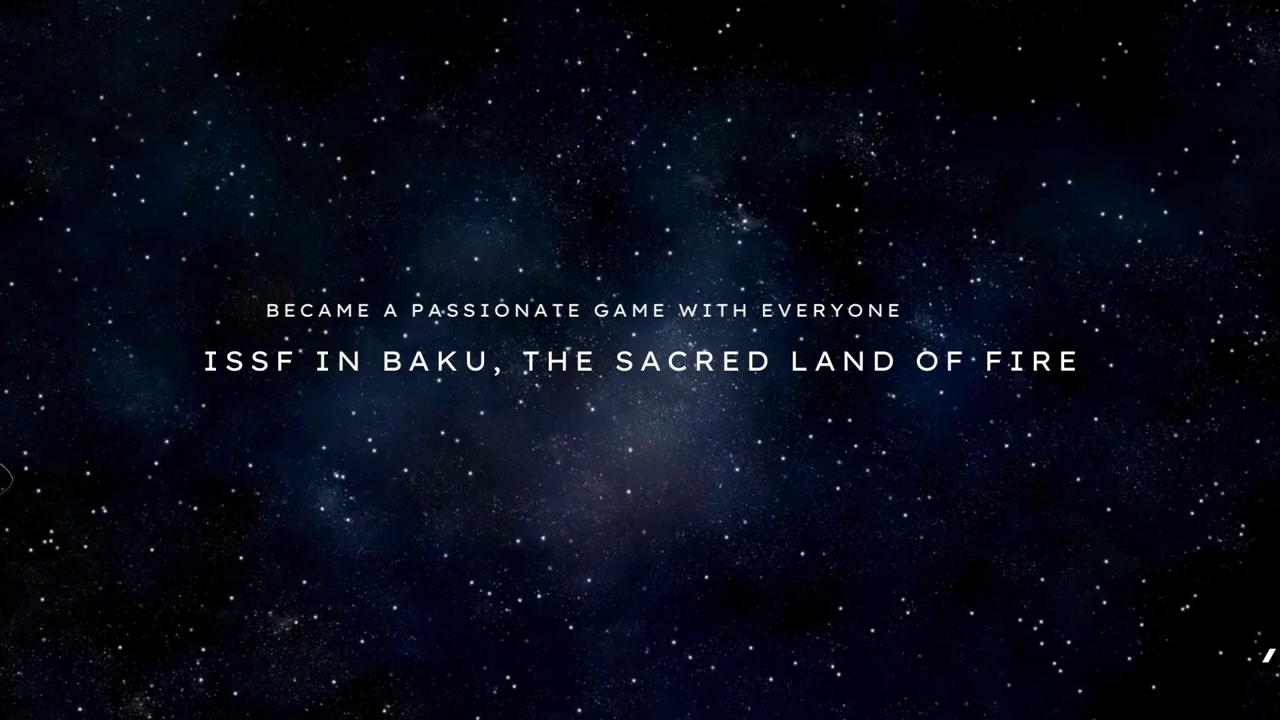 BECAME A PASSIONATE GAME WITH EVERYONE
ISSF IN BAKU, THE SACRED LAND OF FIRE